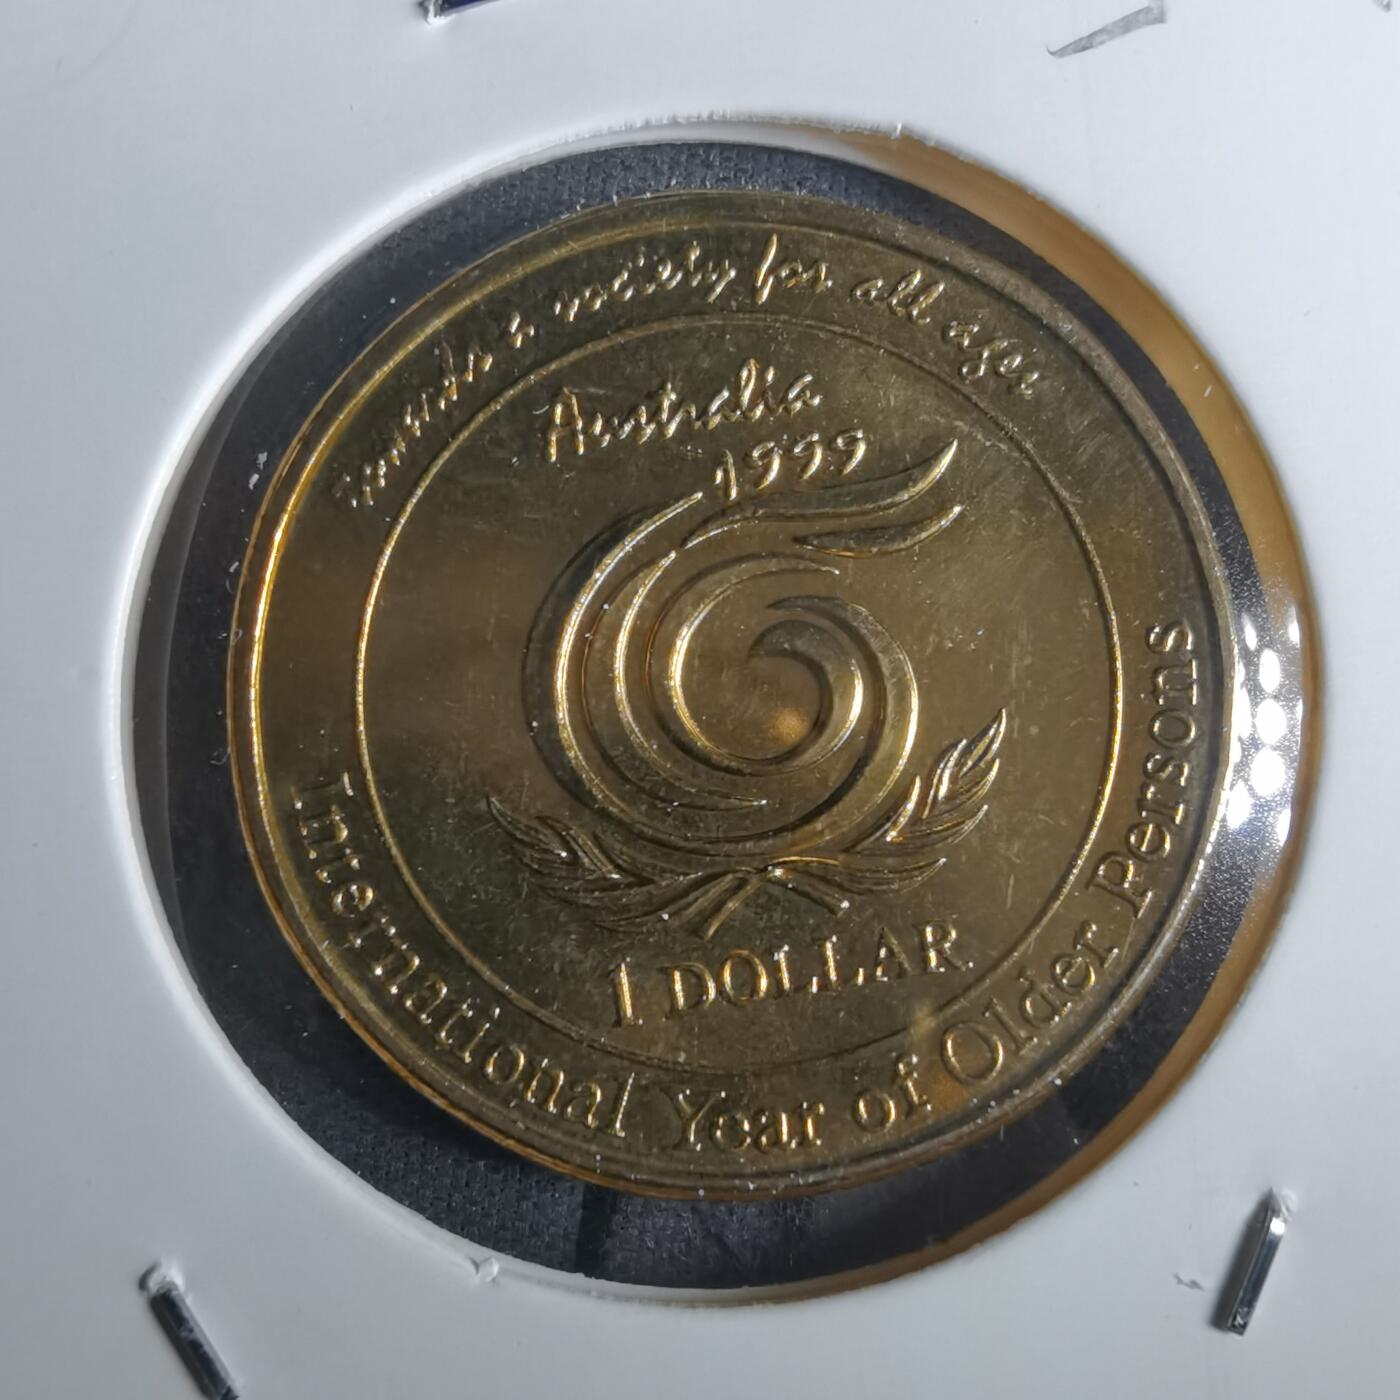 towards a society for all ages
Australia
1999
1 DOLLAR
International Year of Older Persons